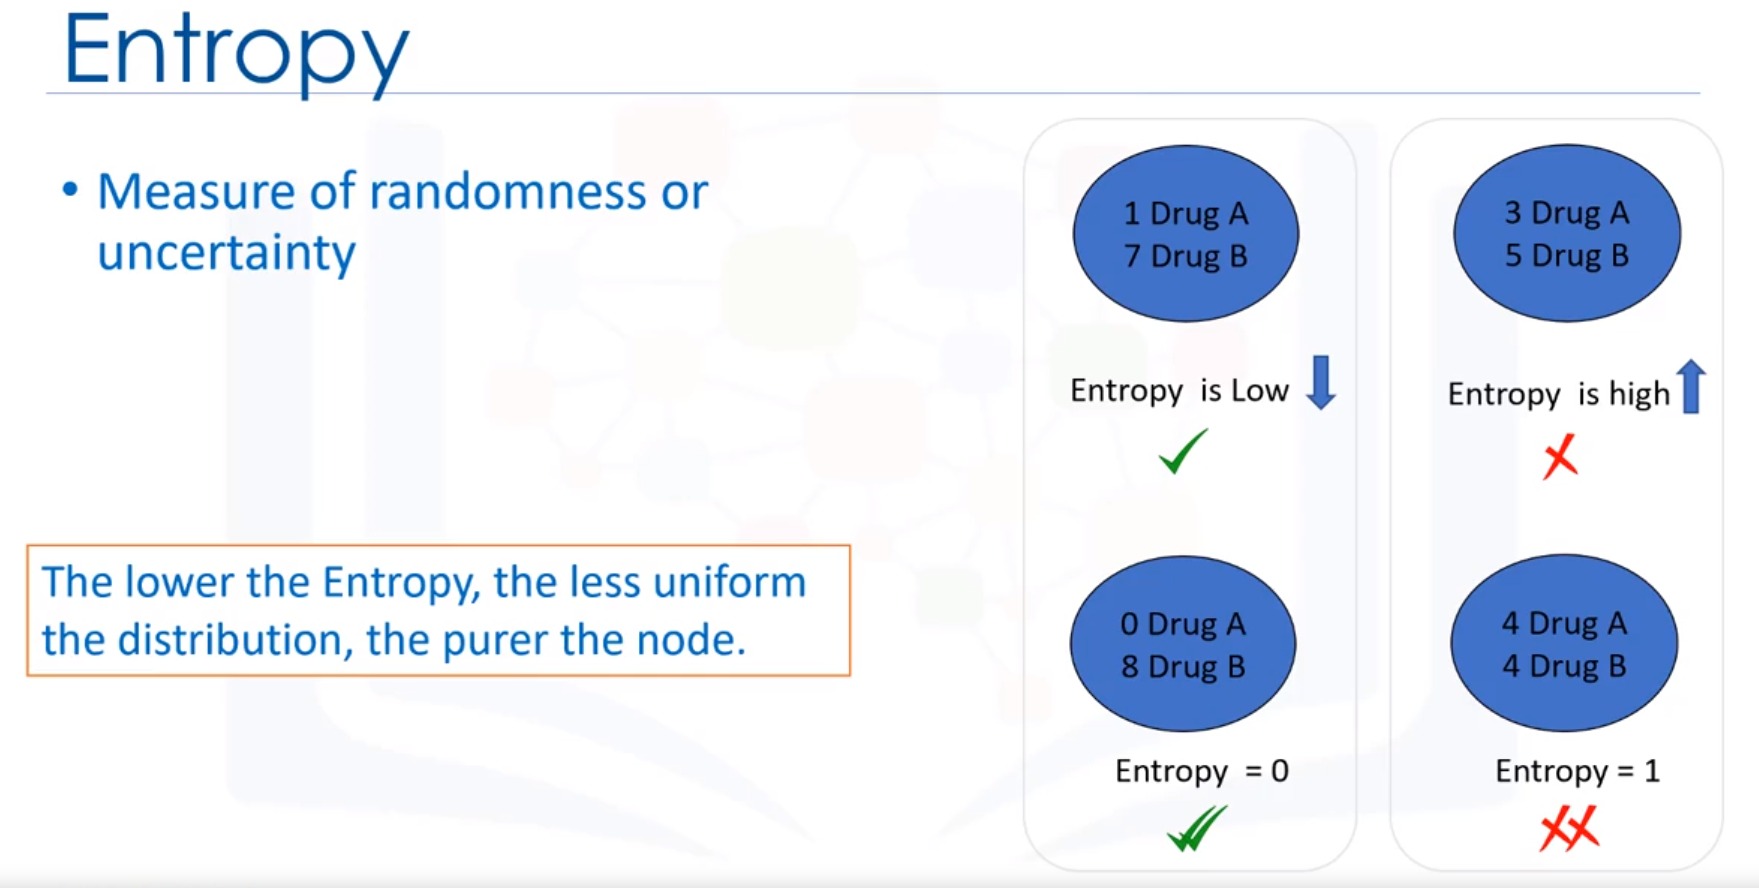 Entropy
• Measure of randomness or
uncertainty
The lower the Entropy, the less uniform
the distribution, the purer the node.
1 Drug A
7 Drug B
Entropy is Low
0 Drug A
8 Drug B
Entropy = 0
3 Drug A
5 Drug B
Entropy is high
4 Drug A
4 Drug B
Entropy = 1